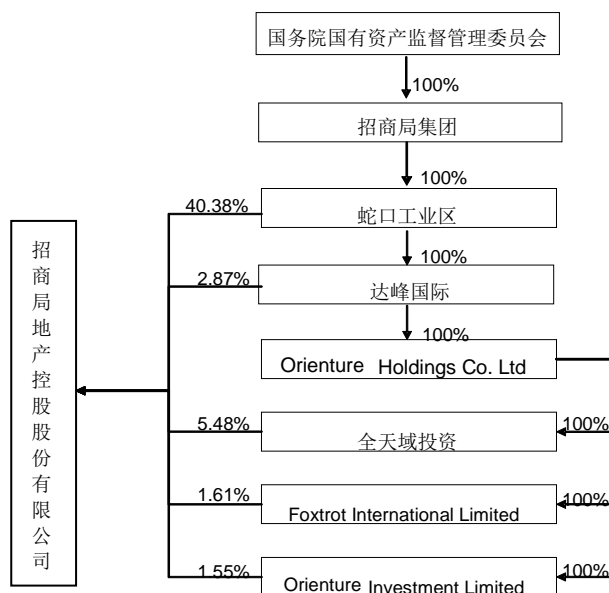 国务院国有资产监督管理委员会
100%
招商局集团
100%
40.38%
蛇口工业区
100%
招商局地产控股股份有限公司
2.87%
达峰国际
100%
Orienture Holdings Co. Ltd
5.48%
全天域投资
100%
1.61%
Foxtrot International Limited
100%
1.55%
Orienture Investment Limited
100%